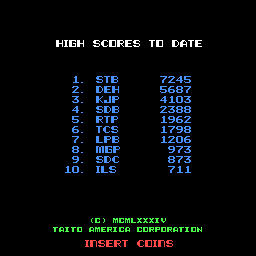 HIGH SCORES TO DATE
1. STB 7245
2. DEH 5687
3. KJP 4103
4. SDB 2388
5. RTP 1962
6. TCS 1798
7. LPB 1206
8. MGP 973
9. SDC 873
10. ILS 711
(C) MCMLXXXIV
TAITO AMERICA CORPORATION
INSERT COINS